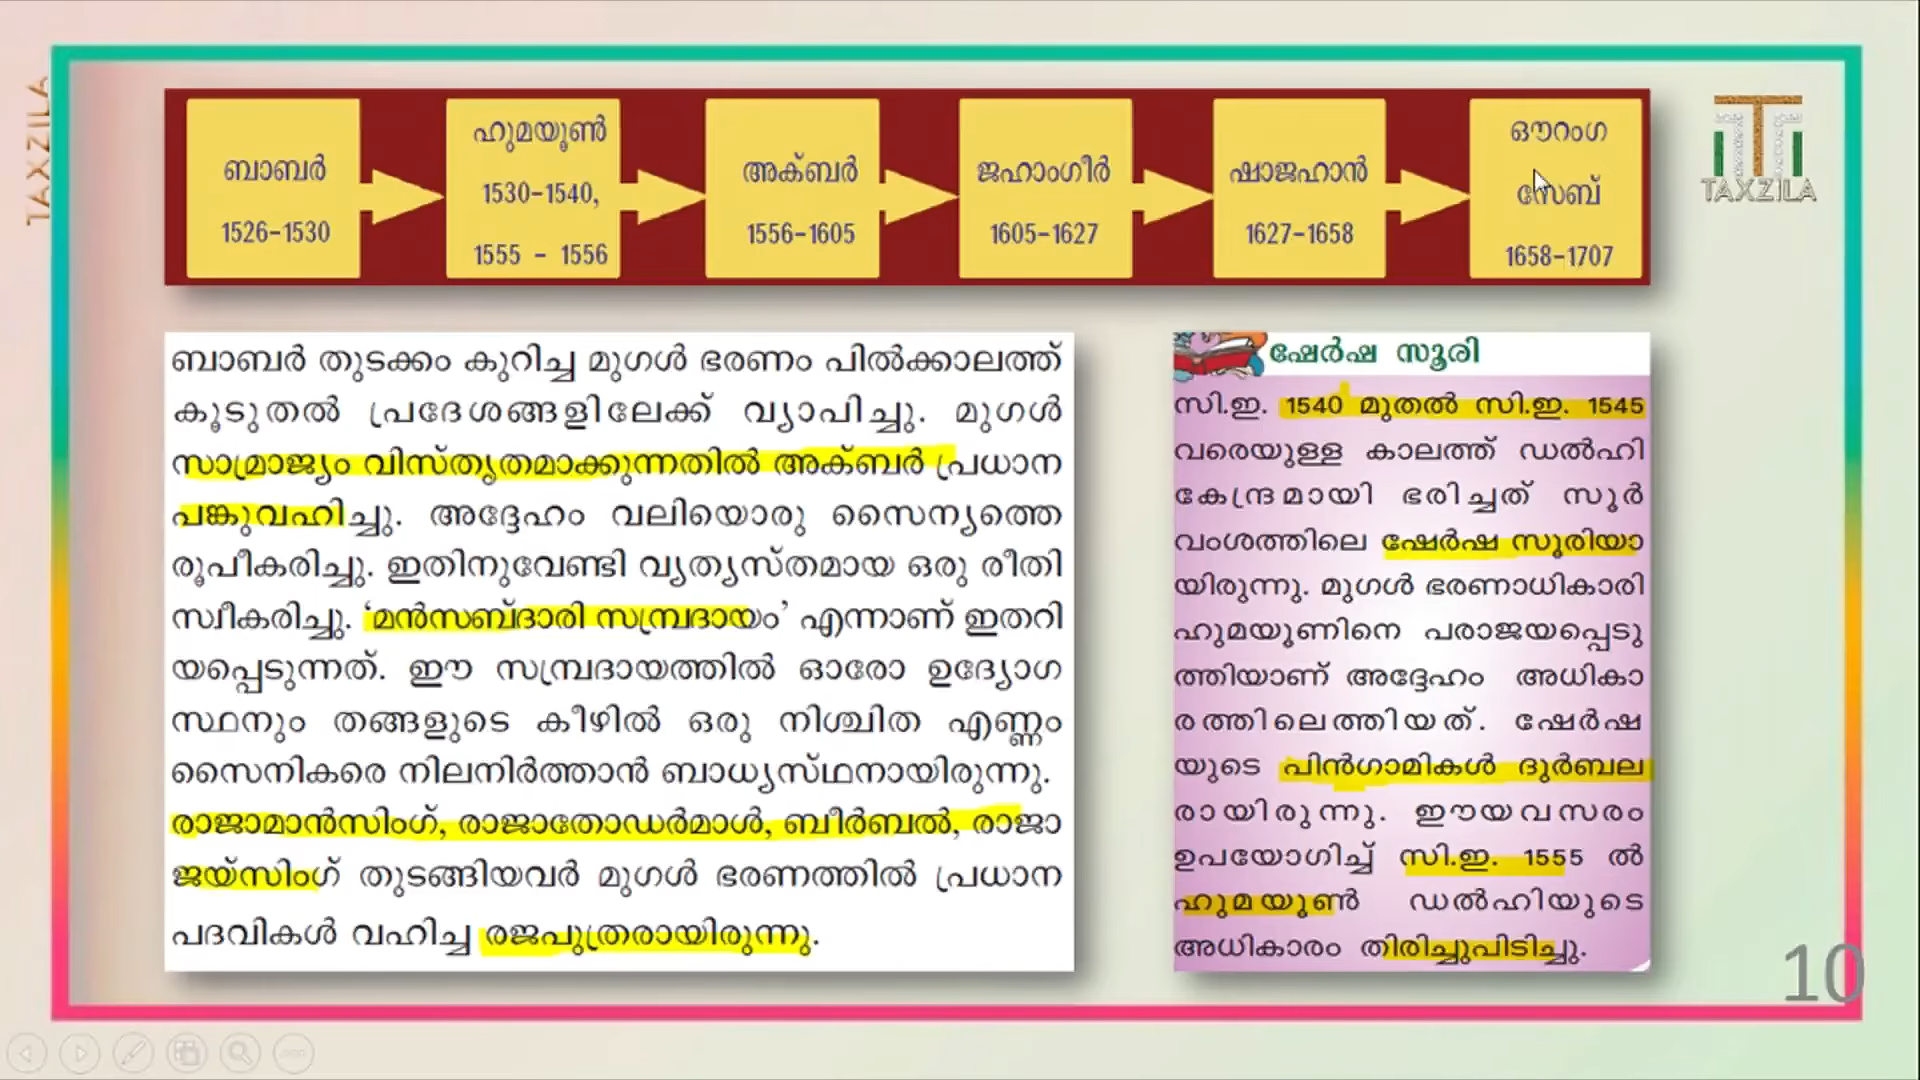 TAXZILA
ബാബർ
1526-1530
ഹുമയൂൺ
1530-1540,
1555 - 1556
അക്ബർ
1556-1605
ജഹാംഗീർ
1605-1627
ഷാജഹാൻ
1627-1658
ഔറംഗ
സേബ്
1658-1707
TAXZILA
ബാബർ തുടക്കം കുറിച്ച മുഗൾ ഭരണം പിൽക്കാലത്ത്
കൂടുതൽ പ്രദേശങ്ങളിലേക്ക് വ്യാപിച്ചു. മുഗൾ
സാമ്രാജ്യം വിസ്തൃതമാക്കുന്നതിൽ അക്ബർ പ്രധാന
പങ്കുവഹിച്ചു. അദ്ദേഹം വലിയൊരു സൈന്യത്തെ
രൂപീകരിച്ചു. ഇതിനുവേണ്ടി വ്യത്യസ്തമായ ഒരു രീതി
സ്വീകരിച്ചു. ‘മൻസബ്ദാരി സമ്പ്രദായം’ എന്നാണ് ഇതറി
യപ്പെടുന്നത്. ഈ സമ്പ്രദായത്തിൽ ഓരോ ഉദ്യോഗ
സ്ഥനും തങ്ങളുടെ കീഴിൽ ഒരു നിശ്ചിത എണ്ണം
സൈനികരെ നിലനിർത്താൻ ബാധ്യസ്ഥനായിരുന്നു.
രാജാമാൻസിംഗ്, രാജാതോഡർമാൾ, ബീർബൽ, രാജാ
ജയ്സിംഗ് തുടങ്ങിയവർ മുഗൾ ഭരണത്തിൽ പ്രധാന
പദവികൾ വഹിച്ച രജപുത്രരായിരുന്നു.
ഷേർഷ സൂരി
സി.ഇ. 1540 മുതൽ സി.ഇ. 1545
വരെയുള്ള കാലത്ത് ഡൽഹി
കേന്ദ്രമായി ഭരിച്ചത് സൂർ
വംശത്തിലെ ഷേർഷ സൂരിയാ
യിരുന്നു. മുഗൾ ഭരണാധികാരി
ഹുമയൂണിനെ പരാജയപ്പെടു
ത്തിയാണ് അദ്ദേഹം അധികാ
രത്തിലെത്തിയത്. ഷേർഷ
യുടെ പിൻഗാമികൾ ദുർബല
രായിരുന്നു. ഈയവസരം
ഉപയോഗിച്ച് സി.ഇ. 1555 ൽ
ഹുമയൂൺ ഡൽഹിയുടെ
അധികാരം തിരിച്ചുപിടിച്ചു.
10